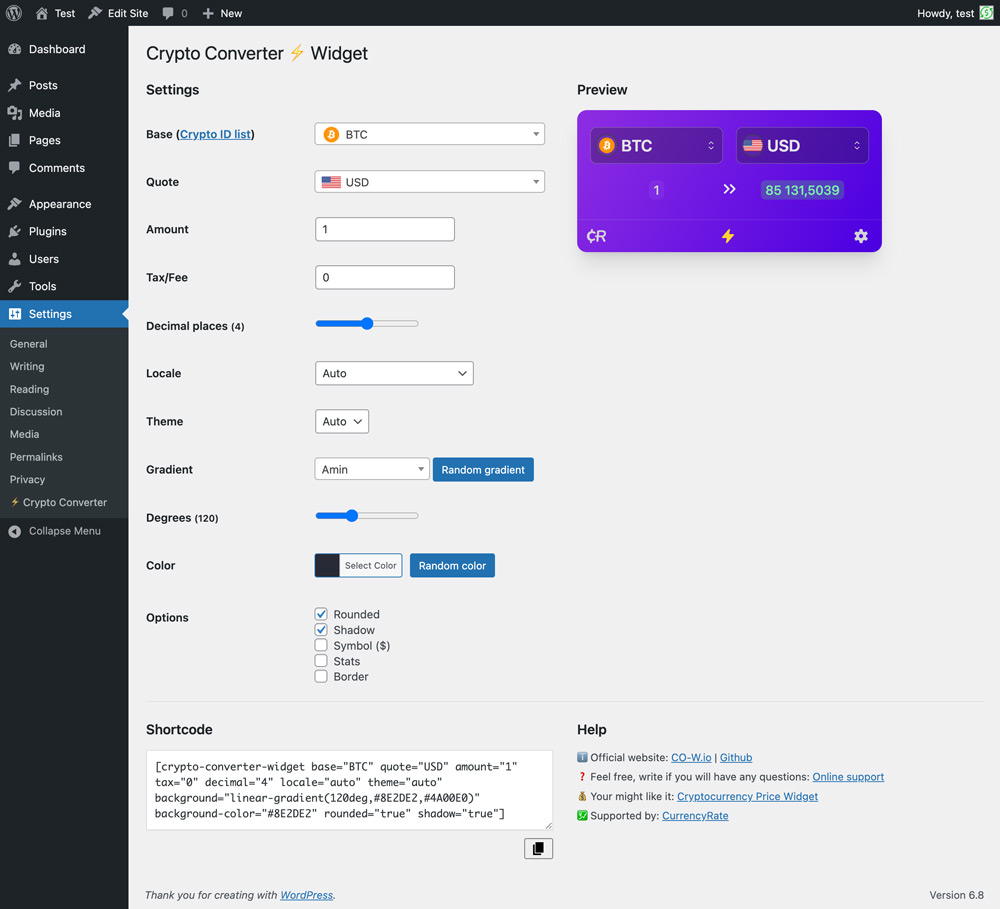 Test
Edit Site
0
New
Howdy, test
Dashboard
Posts
Media
Pages
Comments
Appearance
Plugins
Users
Tools
Settings
General
Writing
Reading
Discussion
Media
Permalinks
Privacy
⚡ Crypto Converter
Collapse Menu
Crypto Converter ⚡ Widget
Settings
Base (Crypto ID list)
BTC
Quote
USD
Amount
1
Tax/Fee
0
Decimal places (4)
Locale
Auto
Theme
Auto
Gradient
Amin
Random gradient
Degrees (120)
Color
Select Color
Random color
Options
Rounded
Shadow
Symbol ($)
Stats
Border
Preview
BTC
USD
1
85 131,5039
¢R
Shortcode
[crypto-converter-widget base="BTC" quote="USD" amount="1"
tax="0" decimal="4" locale="auto" theme="auto"
background="linear-gradient(120deg,#8E2DE2,#4A00E0)"
background-color="#8E2DE2" rounded="true" shadow="true"]
Help
ℹ️ Official website: CO-W.io | Github
❓ Feel free, write if you will have any questions: Online support
💰 Your might like it: Cryptocurrency Price Widget
💹 Supported by: CurrencyRate
Thank you for creating with WordPress.
Version 6.8